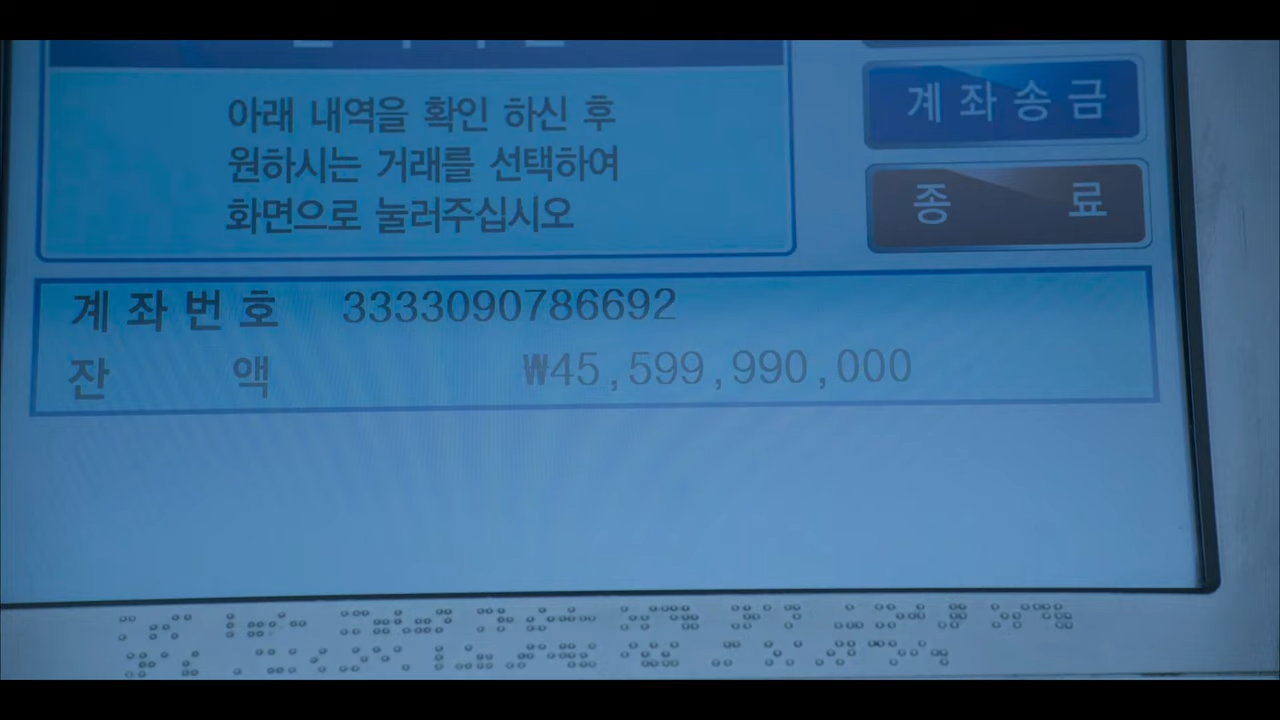 아래 내역을 확인 하신 후
원하시는 거래를 선택하여
화면으로 눌러주십시오
계좌송금
종 료
계좌번호 3333090786692
잔 액 ₩45,599,990,000